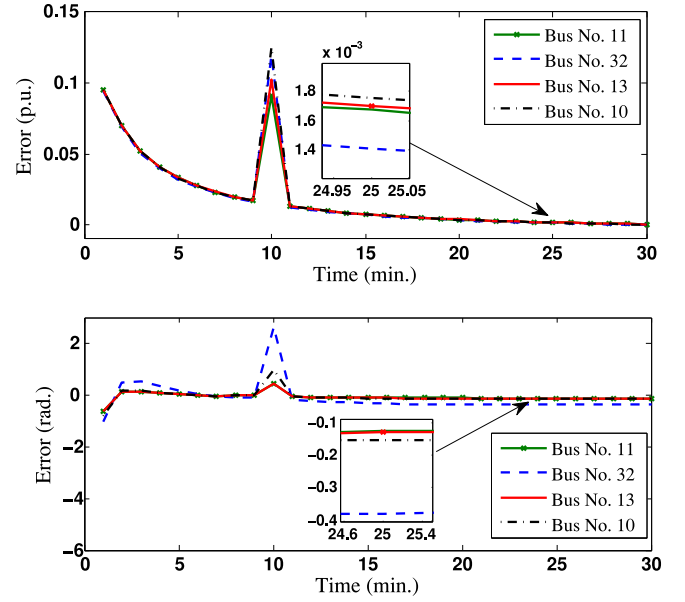 0.15
0.1
0.05
0
Error (p.u.)
x 10⁻³
1.8
1.6
1.4
24.95 25 25.05
Bus No. 11
Bus No. 32
Bus No. 13
Bus No. 10
0 5 10 15 20 25 30
Time (min.)
2
0
−2
−4
−6
Error (rad.)
−0.1
−0.2
−0.3
−0.4
24.6 25 25.4
Bus No. 11
Bus No. 32
Bus No. 13
Bus No. 10
0 5 10 15 20 25 30
Time (min.)